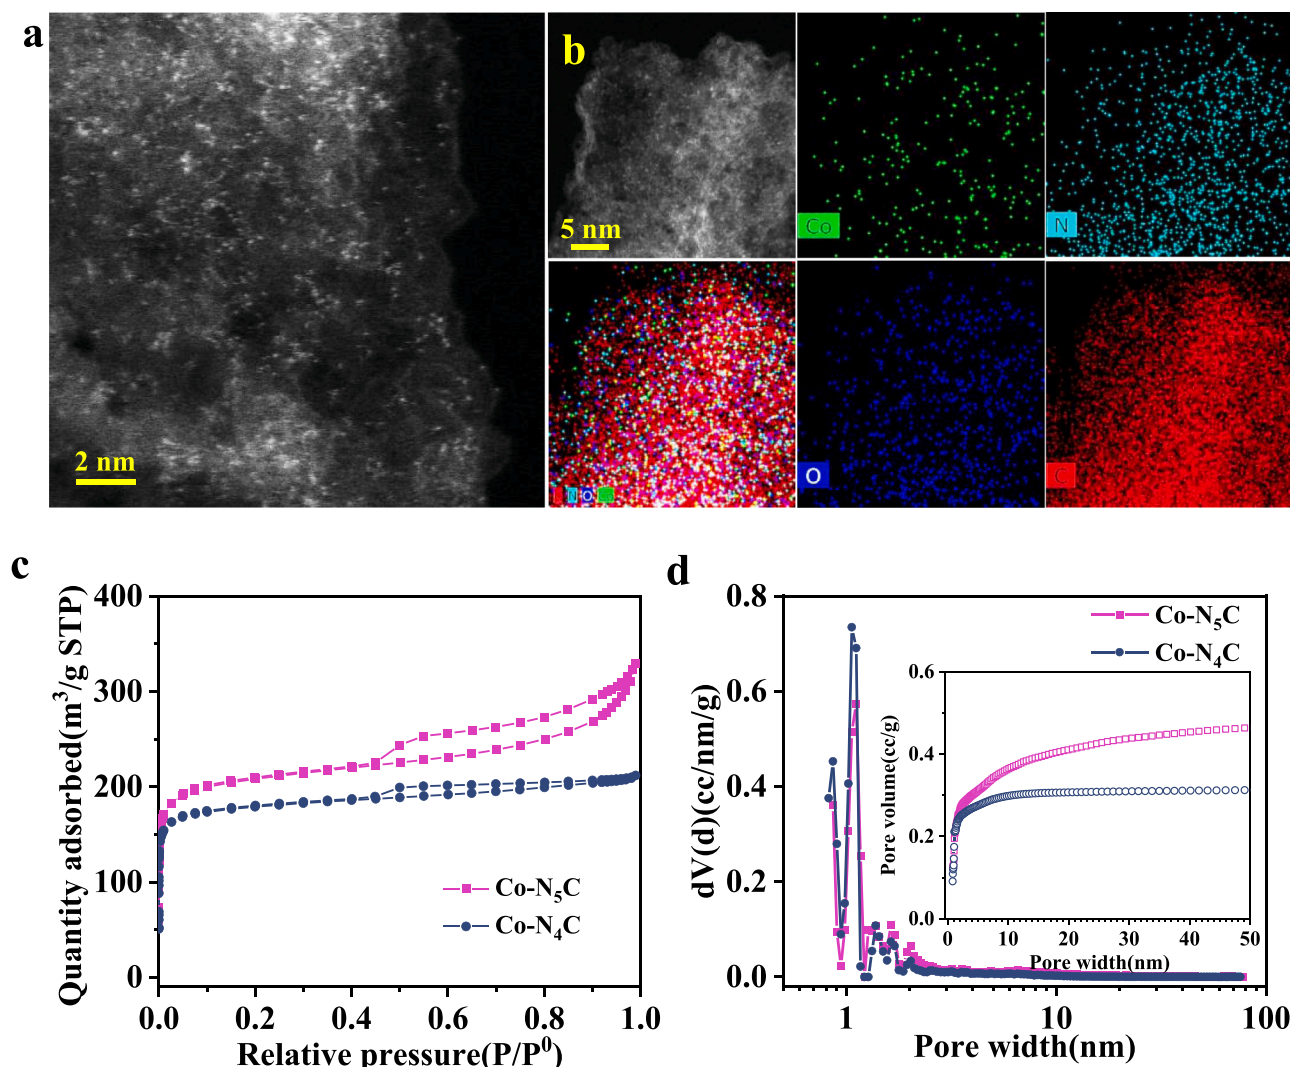 a
2 nm
b
5 nm
Co
N
N O
O
C
c
Quantity adsorbed(m³/g STP)
400
300
200
100
0
0.0 0.2 0.4 0.6 0.8 1.0
Relative pressure(P/P⁰)
Co-N₅C
Co-N₄C
d
dV(d)(cc/nm/g)
0.8
0.6
0.4
0.2
0.0
1 10 100
Pore width(nm)
Co-N₅C
Co-N₄C
Pore volume(cc/g)
0.6
0.4
0.2
0.0
0 10 20 30 40 50
Pore width(nm)